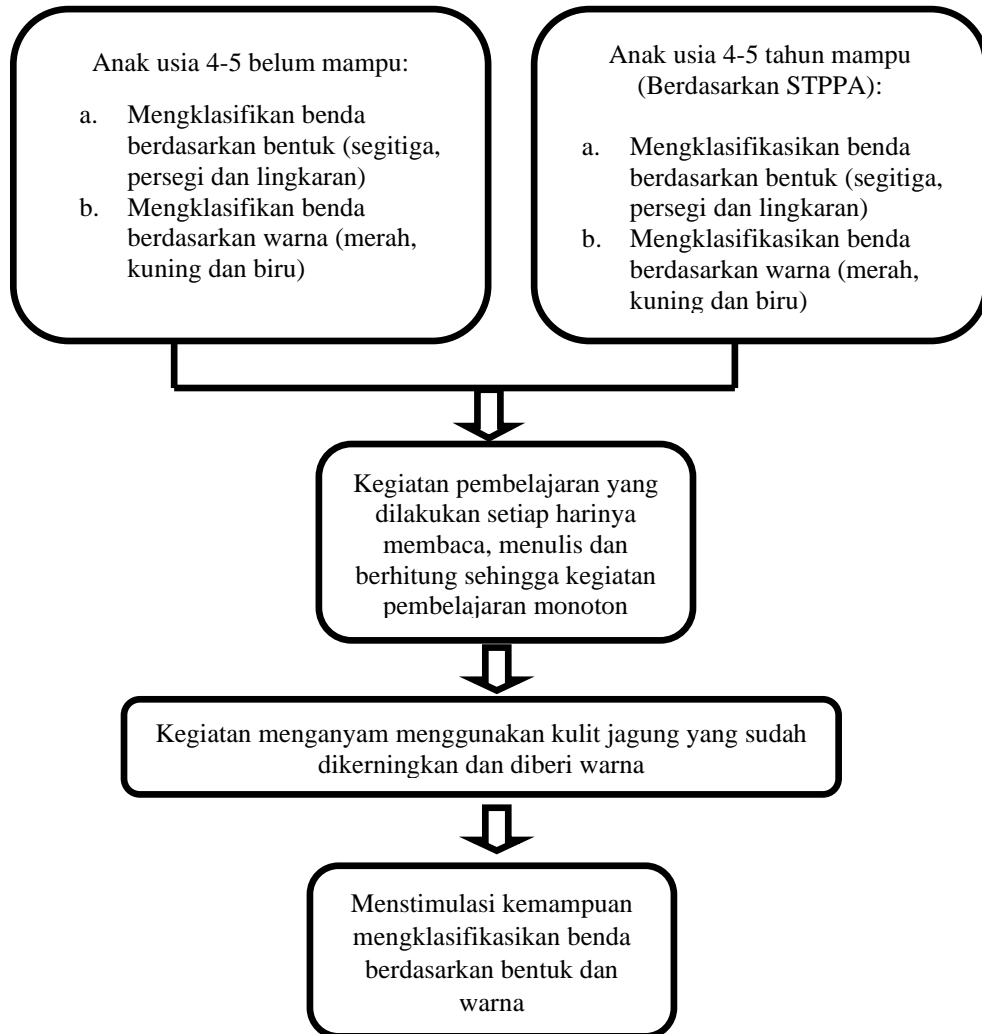 Anak usia 4-5 belum mampu:
a. Mengklasifikan benda
berdasarkan bentuk (segitiga,
persegi dan lingkaran)
b. Mengklasifikan benda
berdasarkan warna (merah,
kuning dan biru)
Anak usia 4-5 tahun mampu
(Berdasarkan STPPA):
a. Mengklasifikasikan benda
berdasarkan bentuk (segitiga,
persegi dan lingkaran)
b. Mengklasifikasikan benda
berdasarkan warna (merah,
kuning dan biru)
Kegiatan pembelajaran yang
dilakukan setiap harinya
membaca, menulis dan
berhitung sehingga kegiatan
pembelajaran monoton
Kegiatan menganyam menggunakan kulit jagung yang sudah
dikerningkan dan diberi warna
Menstimulasi kemampuan
mengklasifikasikan benda
berdasarkan bentuk dan
warna